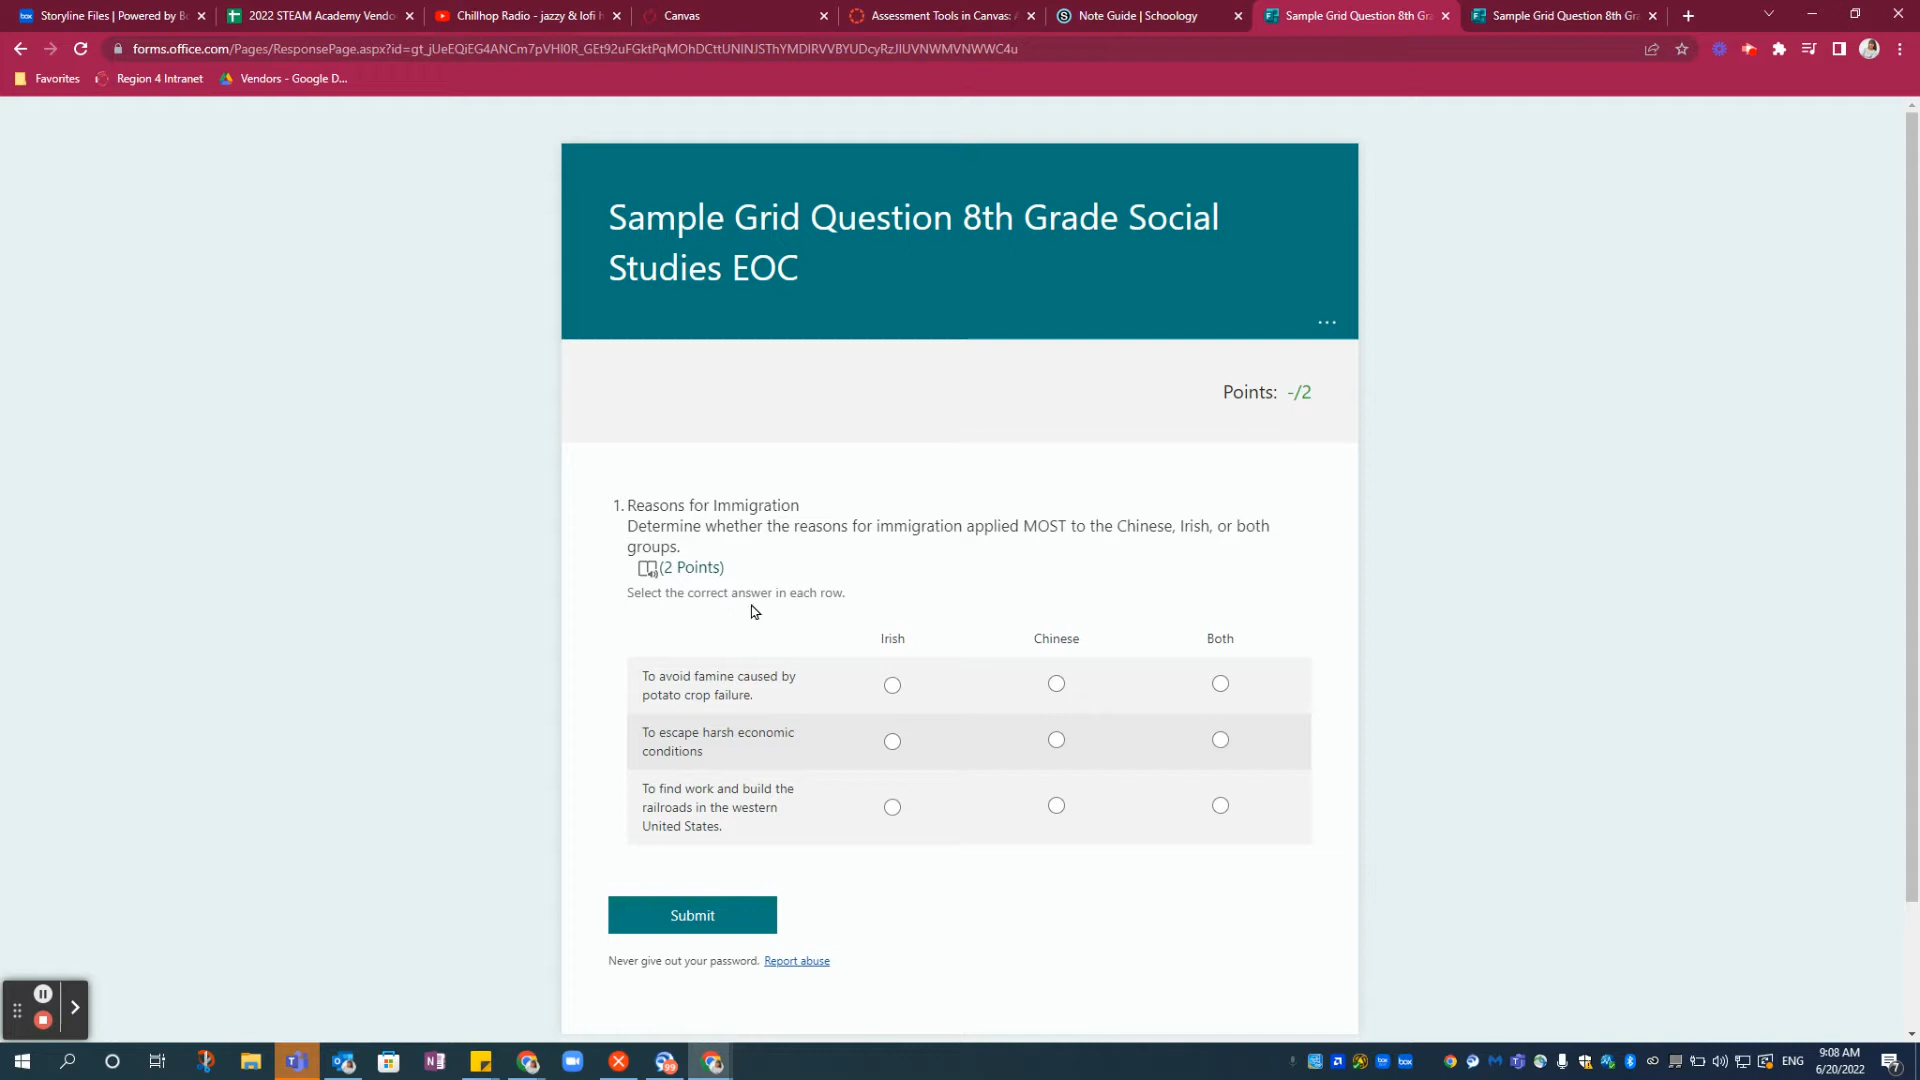 Storyline Files | Powered by Bo
2022 STEAM Academy Vendo
Chillhop Radio - jazzy & lofi h
Canvas
Assessment Tools in Canvas:
Note Guide | Schoology
Sample Grid Question 8th Gra
Sample Grid Question 8th Gra
forms.office.com/Pages/ResponsePage.aspx?id=gt_jUeEQiEG4ANCm7pVHI0R_GEt92uFGktPqMOhDCttUNINJSThYMDlRVVBYUDcyRzJIUVNWMVNWWC4u
Favorites
Region 4 Intranet
Vendors - Google D...
Sample Grid Question 8th Grade Social
Studies EOC
...
Points: -/2
1. Reasons for Immigration
Determine whether the reasons for immigration applied MOST to the Chinese, Irish, or both
groups.
(2 Points)
Select the correct answer in each row.
Irish Chinese Both
To avoid famine caused by
potato crop failure.
To escape harsh economic
conditions
To find work and build the
railroads in the western
United States.
Submit
Never give out your password. Report abuse
99
ENG
9:08 AM
6/20/2022
7